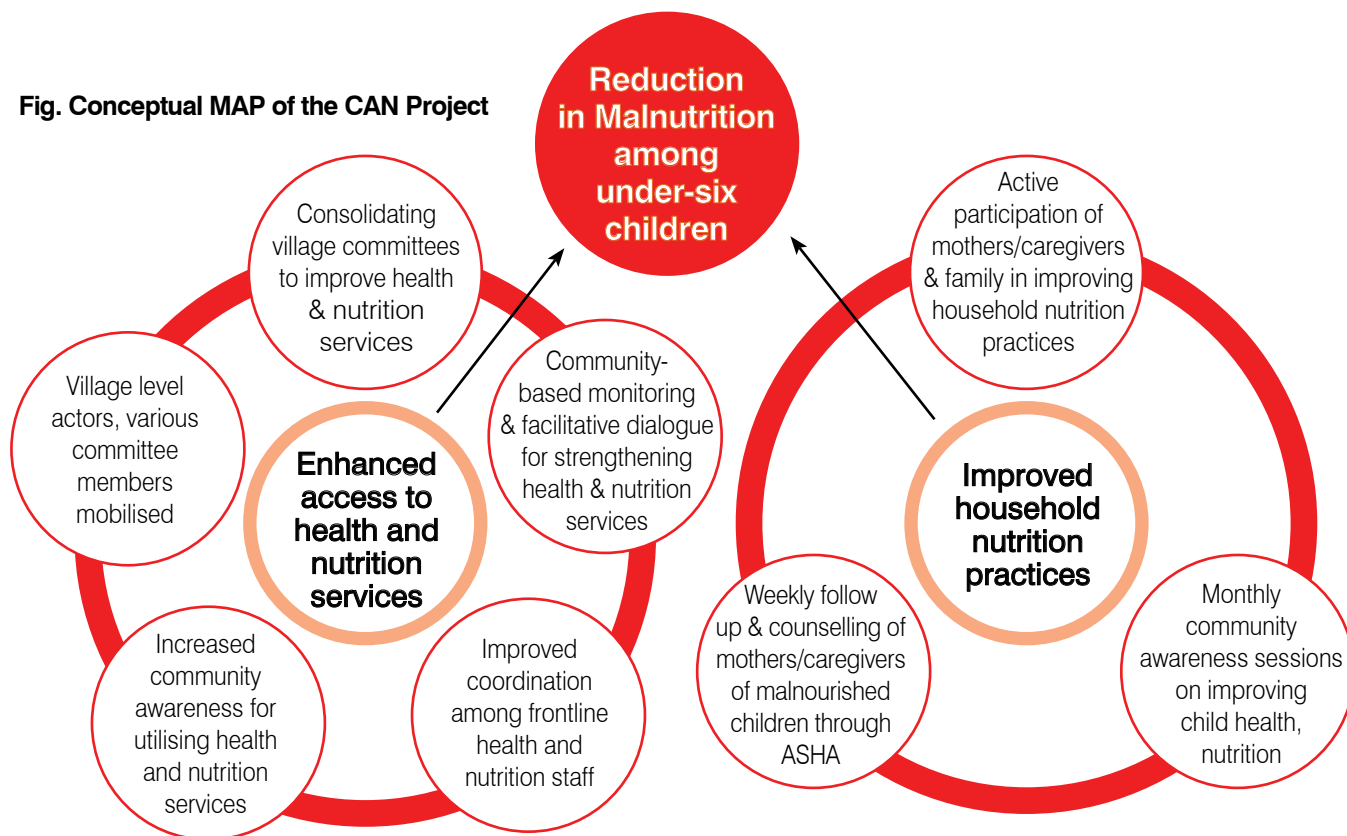 Fig. Conceptual MAP of the CAN Project
Reduction
in Malnutrition
among
under-six
children
Consolidating
village committees
to improve health
& nutrition
services
Village level
actors, various
committee
members
mobilised
Community-
based monitoring
& facilitative dialogue
for strengthening
health & nutrition
services
Enhanced
access to
health and
nutrition
services
Increased
community
awareness for
utilising health
and nutrition
services
Improved
coordination
among frontline
health and
nutrition staff
Active
participation of
mothers/caregivers
& family in improving
household nutrition
practices
Improved
household
nutrition
practices
Weekly follow
up & counselling of
mothers/caregivers
of malnourished
children through
ASHA
Monthly
community
awareness sessions
on improving
child health,
nutrition